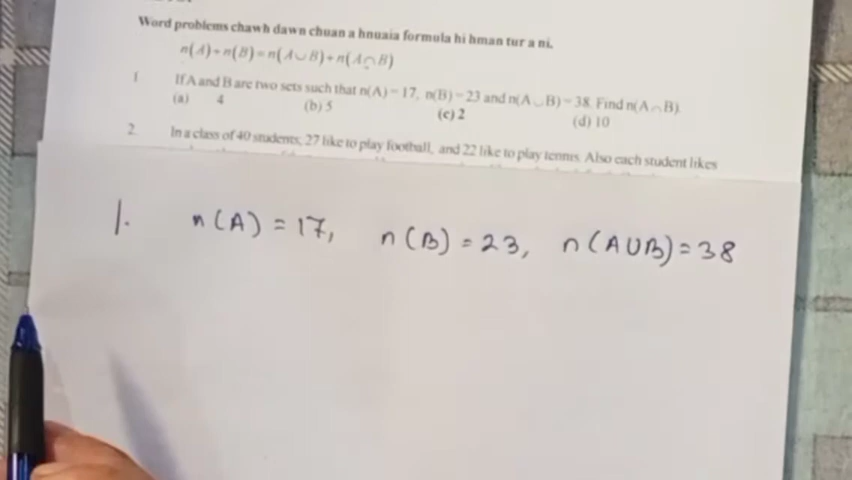 Word problems chawh dawn chuan a hnuaia formula hi hman tur a ni.
n(A)+n(B)=n(A∪B)+n(A∩B)
1 If A and B are two sets such that n(A)=17, n(B)=23 and n(A∪B)=38. Find n(A∩B).
(a) 4 (b) 5 (c) 2 (d) 10
2. In a class of 40 students, 27 like to play football, and 22 like to play tennis. Also each student likes
1. n(A)=17, n(B)=23, n(A∪B)=38